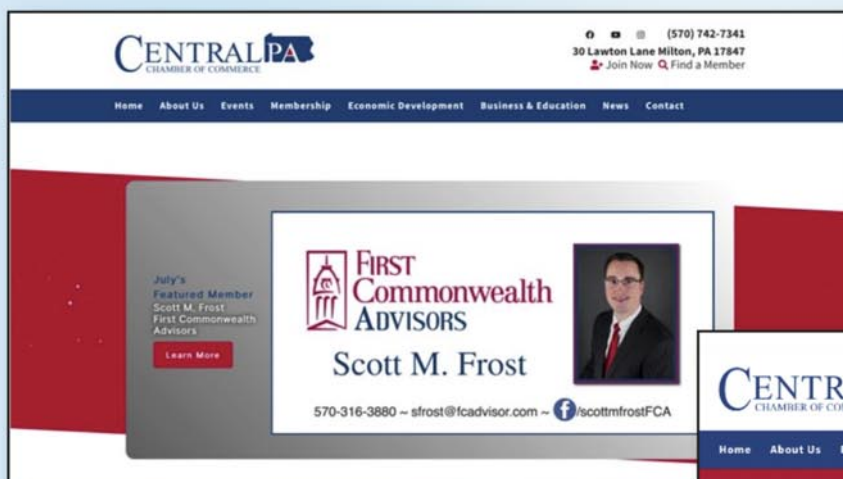 CENTRAL PA
CHAMBER OF COMMERCE
(570) 742-7341
30 Lawton Lane Milton, PA 17847
Join Now Find a Member
Home About Us Events Membership Economic Development Business & Education News Contact
July's
Featured Member
Scott M. Frost
First Commonwealth
Advisors
Learn More
FIRST
COMMONWEALTH
ADVISORS
Scott M. Frost
570-316-3880 ~ sfrost@fcadvisor.com ~ f/scottmfrostFCA
CENTR
CHAMBER OF CO
Home About Us